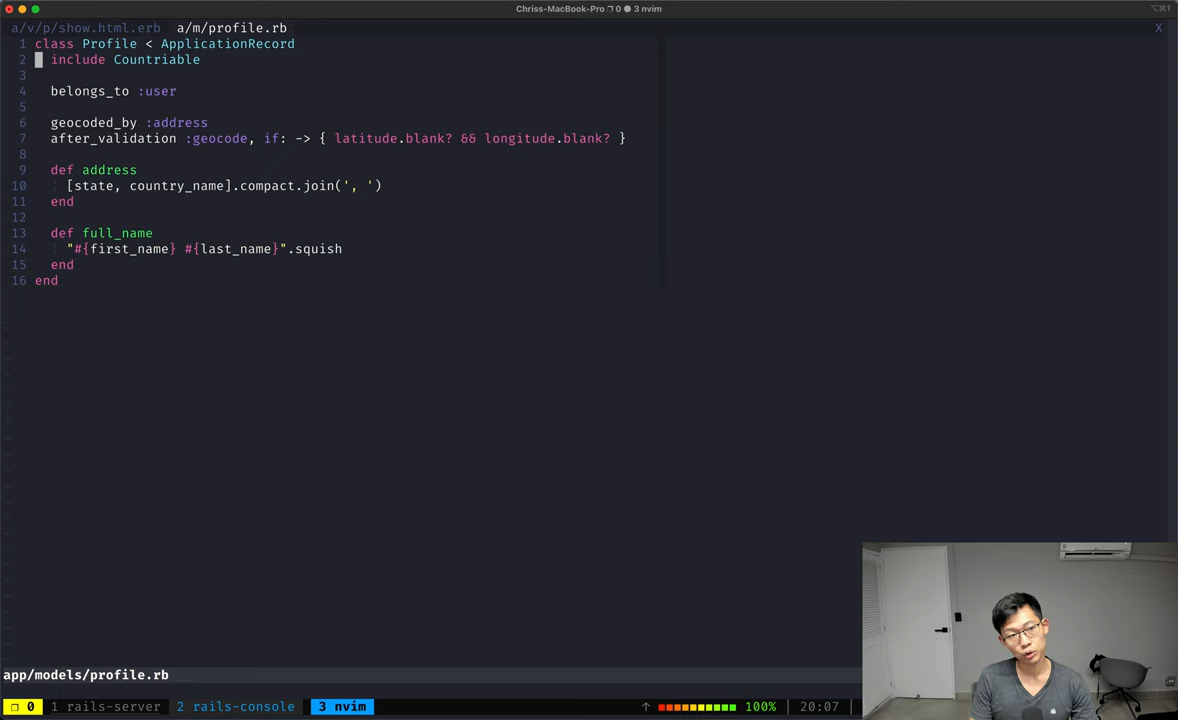 Chriss-MacBook-Pro ❐ 0 ● 3 nvim
⌥⌘1
a/v/p/show.html.erb a/m/profile.rb X
1 class Profile < ApplicationRecord
2 include Countriable
3
4 belongs_to :user
5
6 geocoded_by :address
7 after_validation :geocode, if: -> { latitude.blank? && longitude.blank? }
8
9 def address
10 [state, country_name].compact.join(', ')
11 end
12
13 def full_name
14 "#{first_name} #{last_name}".squish
15 end
16 end
app/models/profile.rb
❐ 0 1 rails-server 2 rails-console 3 nvim ↑ 100% | 20:07 |